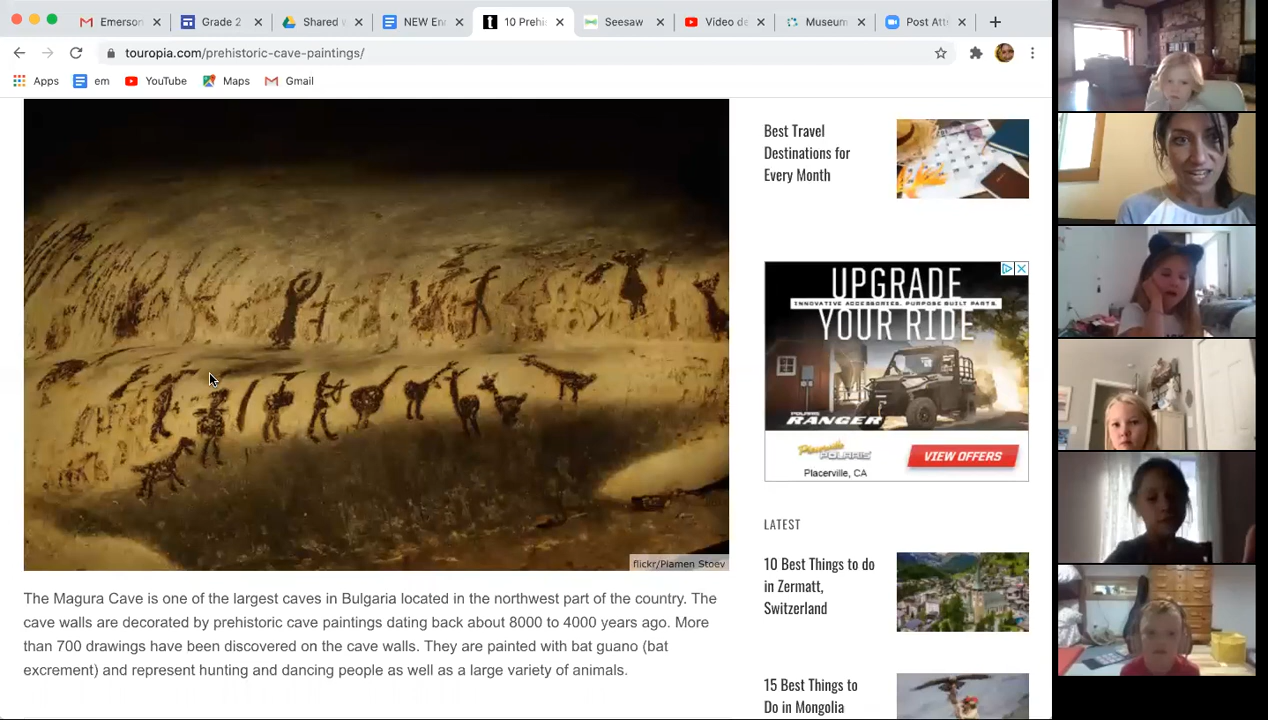 Emerson
Grade 2
Shared
NEW En
10 Prehi
Seesaw
Video de
Museum
Post Att
touropia.com/prehistoric-cave-paintings/
Apps
em
YouTube
Maps
Gmail
flickr/Plamen Stoev
The Magura Cave is one of the largest caves in Bulgaria located in the northwest part of the country. The
cave walls are decorated by prehistoric cave paintings dating back about 8000 to 4000 years ago. More
than 700 drawings have been discovered on the cave walls. They are painted with bat guano (bat
excrement) and represent hunting and dancing people as well as a large variety of animals.
Best Travel
Destinations for
Every Month
UPGRADE
INNOVATIVE ACCESSORIES. PURPOSE BUILT PARTS.
YOUR RIDE
POLARIS
RANGER
Placerville
POLARIS
Placerville, CA
VIEW OFFERS
LATEST
10 Best Things to do
in Zermatt,
Switzerland
15 Best Things to
Do in Mongolia